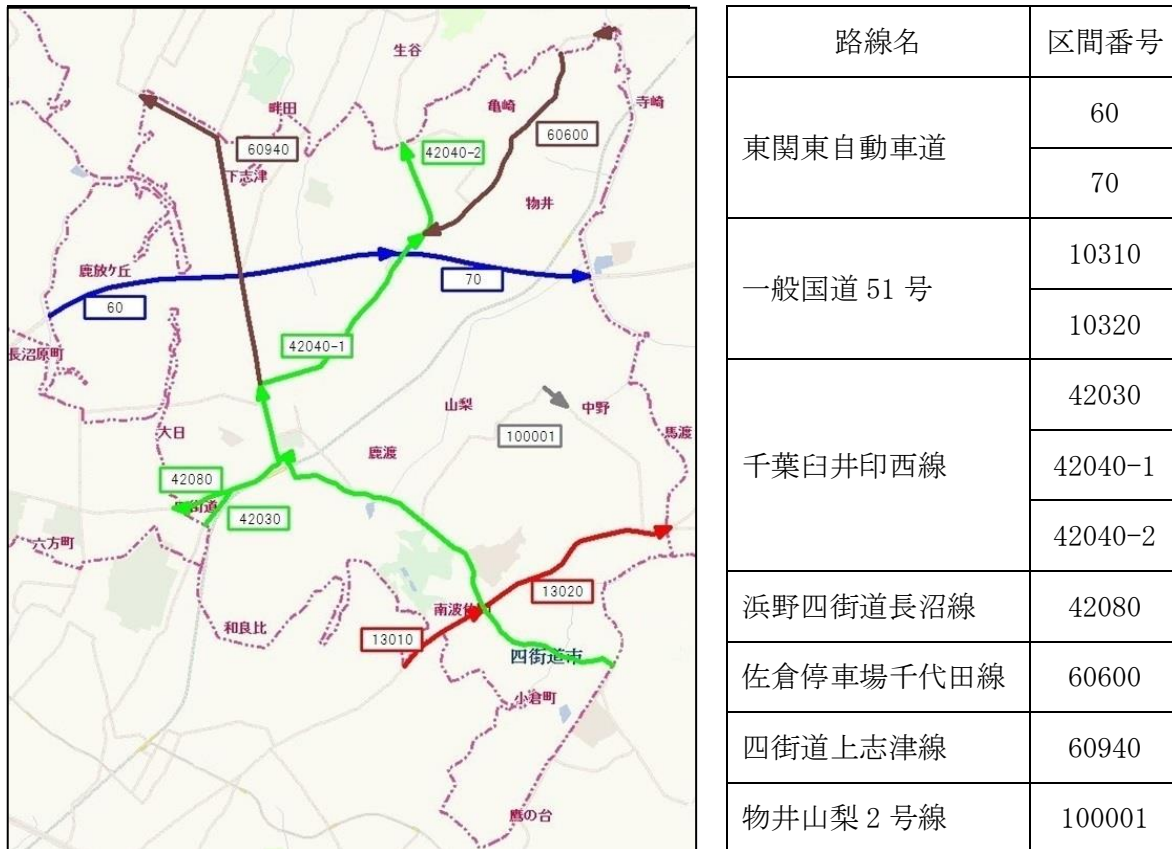 生谷
亀崎
寺崎
畔田
60600
60940
42040-2
下志津
物井
鹿放ケ丘
70
60
42040-1
長沼原町
山梨
中野
大日
鹿渡
100001
馬渡
42080
42030
六方町
13020
南波佐
和良比
13010
四街道市
小倉町
鷹の台
路線名 区間番号
東関東自動車道 60
70
一般国道 51 号 10310
10320
千葉臼井印西線 42030
42040-1
42040-2
浜野四街道長沼線 42080
佐倉停車場千代田線 60600
四街道上志津線 60940
物井山梨 2 号線 100001